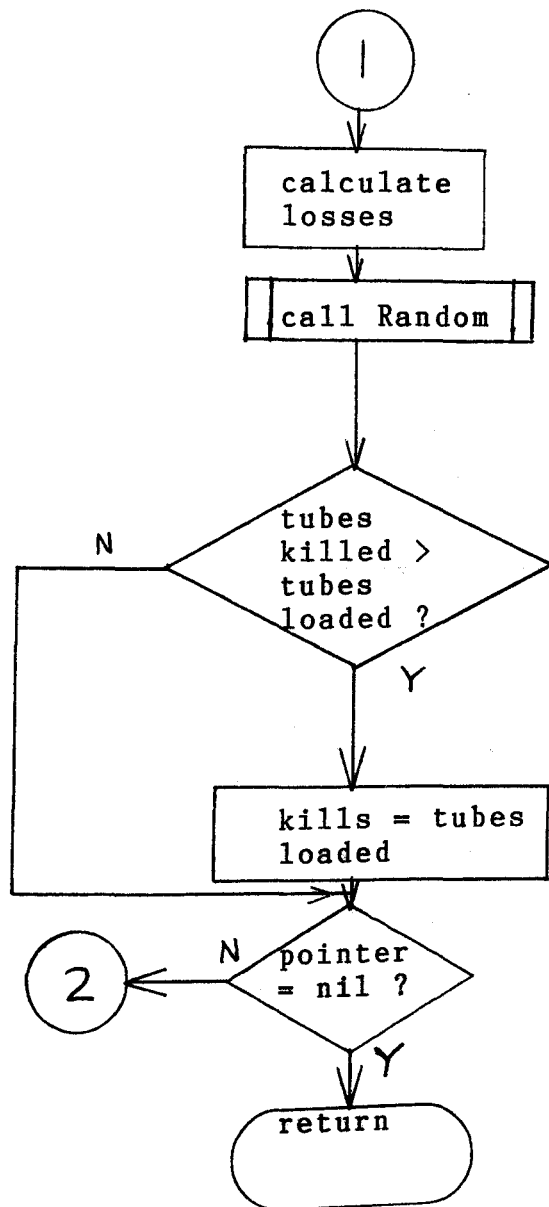 1
calculate
losses
call Random
tubes
killed >
tubes
loaded ?
N
Y
kills = tubes
loaded
pointer
= nil ?
N
2
Y
return